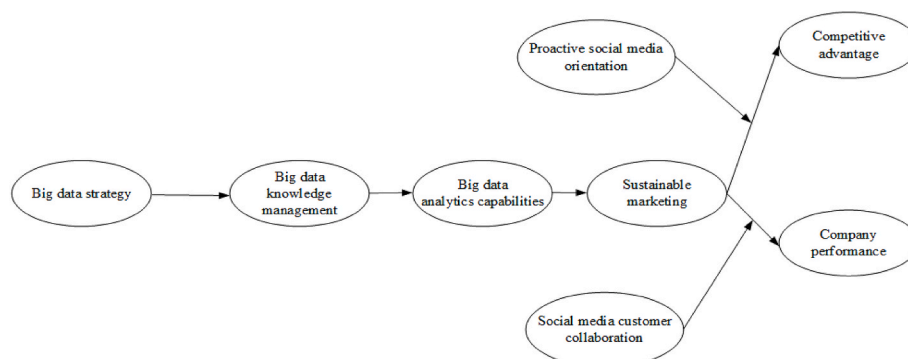 Proactive social media
orientation
Competitive
advantage
Big data strategy
Big data
knowledge
management
Big data
analytics capabilities
Sustainable
marketing
Company
performance
Social media customer
collaboration